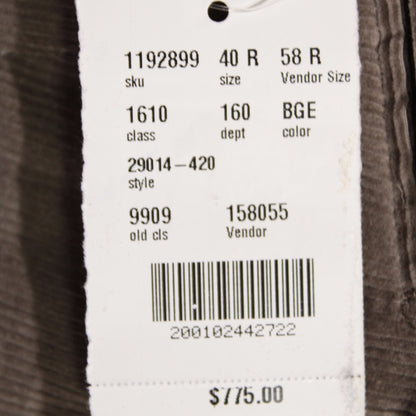 1192899 40 R 58 R
sku size Vendor Size
1610 160 BGE
class dept color
29014-420
style
9909 158055
old cls Vendor
200102442722
$775.00